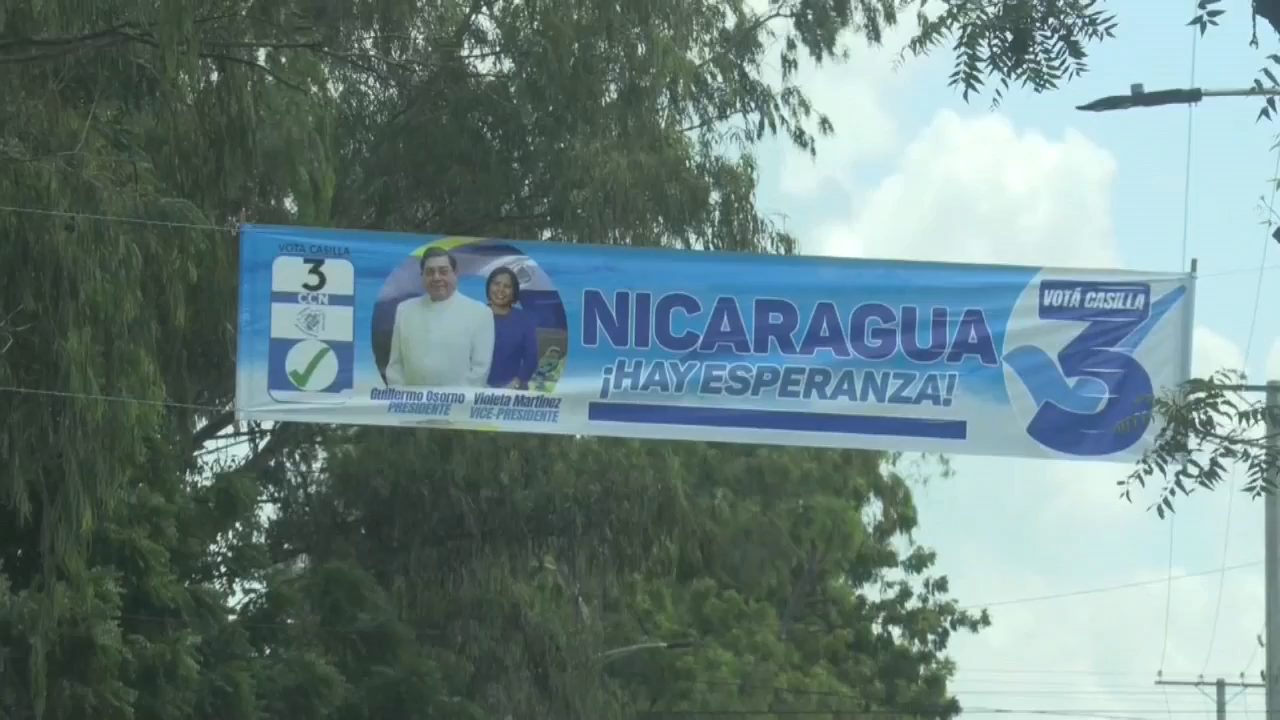 VOTA CASILLA
3
CCN
Guillermo Osorno
PRESIDENTE
Violeta Martínez
VICE-PRESIDENTE
NICARAGUA
¡HAY ESPERANZA!
VOTÁ CASILLA
3